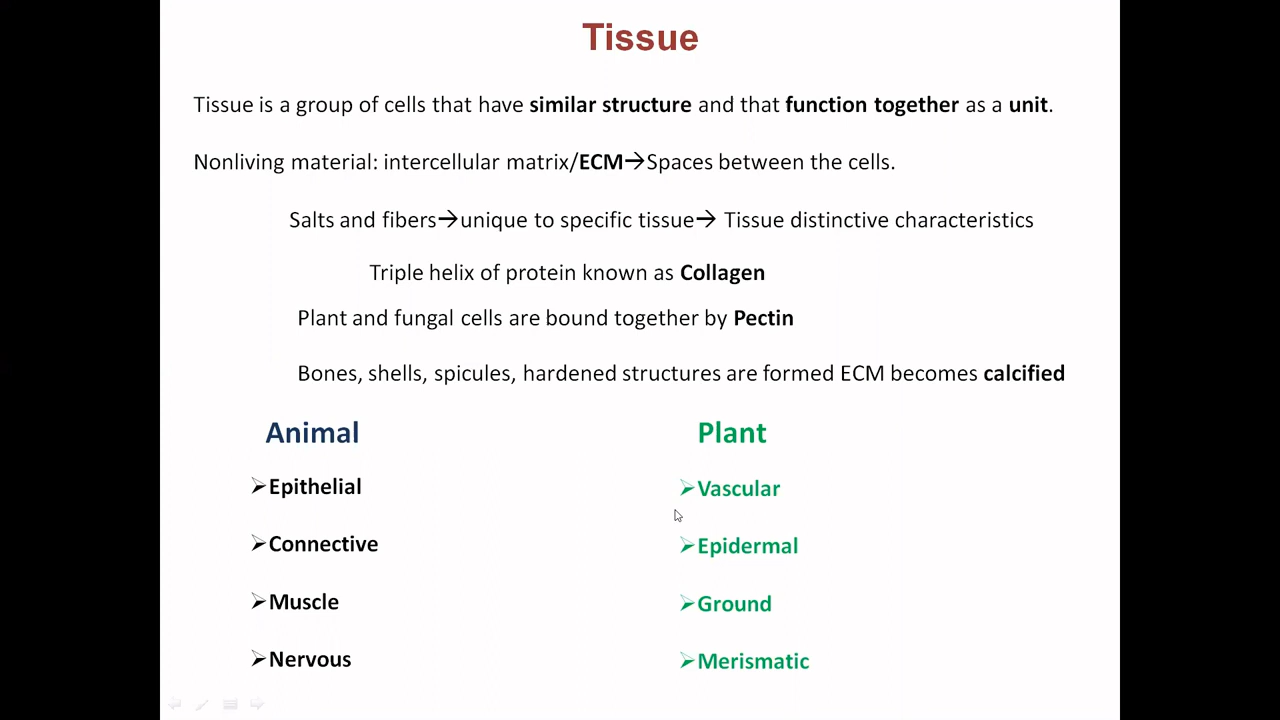 Tissue
Tissue is a group of cells that have similar structure and that function together as a unit.
Nonliving material: intercellular matrix/ECM→Spaces between the cells.
Salts and fibers→unique to specific tissue→ Tissue distinctive characteristics
Triple helix of protein known as Collagen
Plant and fungal cells are bound together by Pectin
Bones, shells, spicules, hardened structures are formed ECM becomes calcified
Animal
➢Epithelial
➢Connective
➢Muscle
➢Nervous
Plant
➢Vascular
➢Epidermal
➢Ground
➢Merismatic